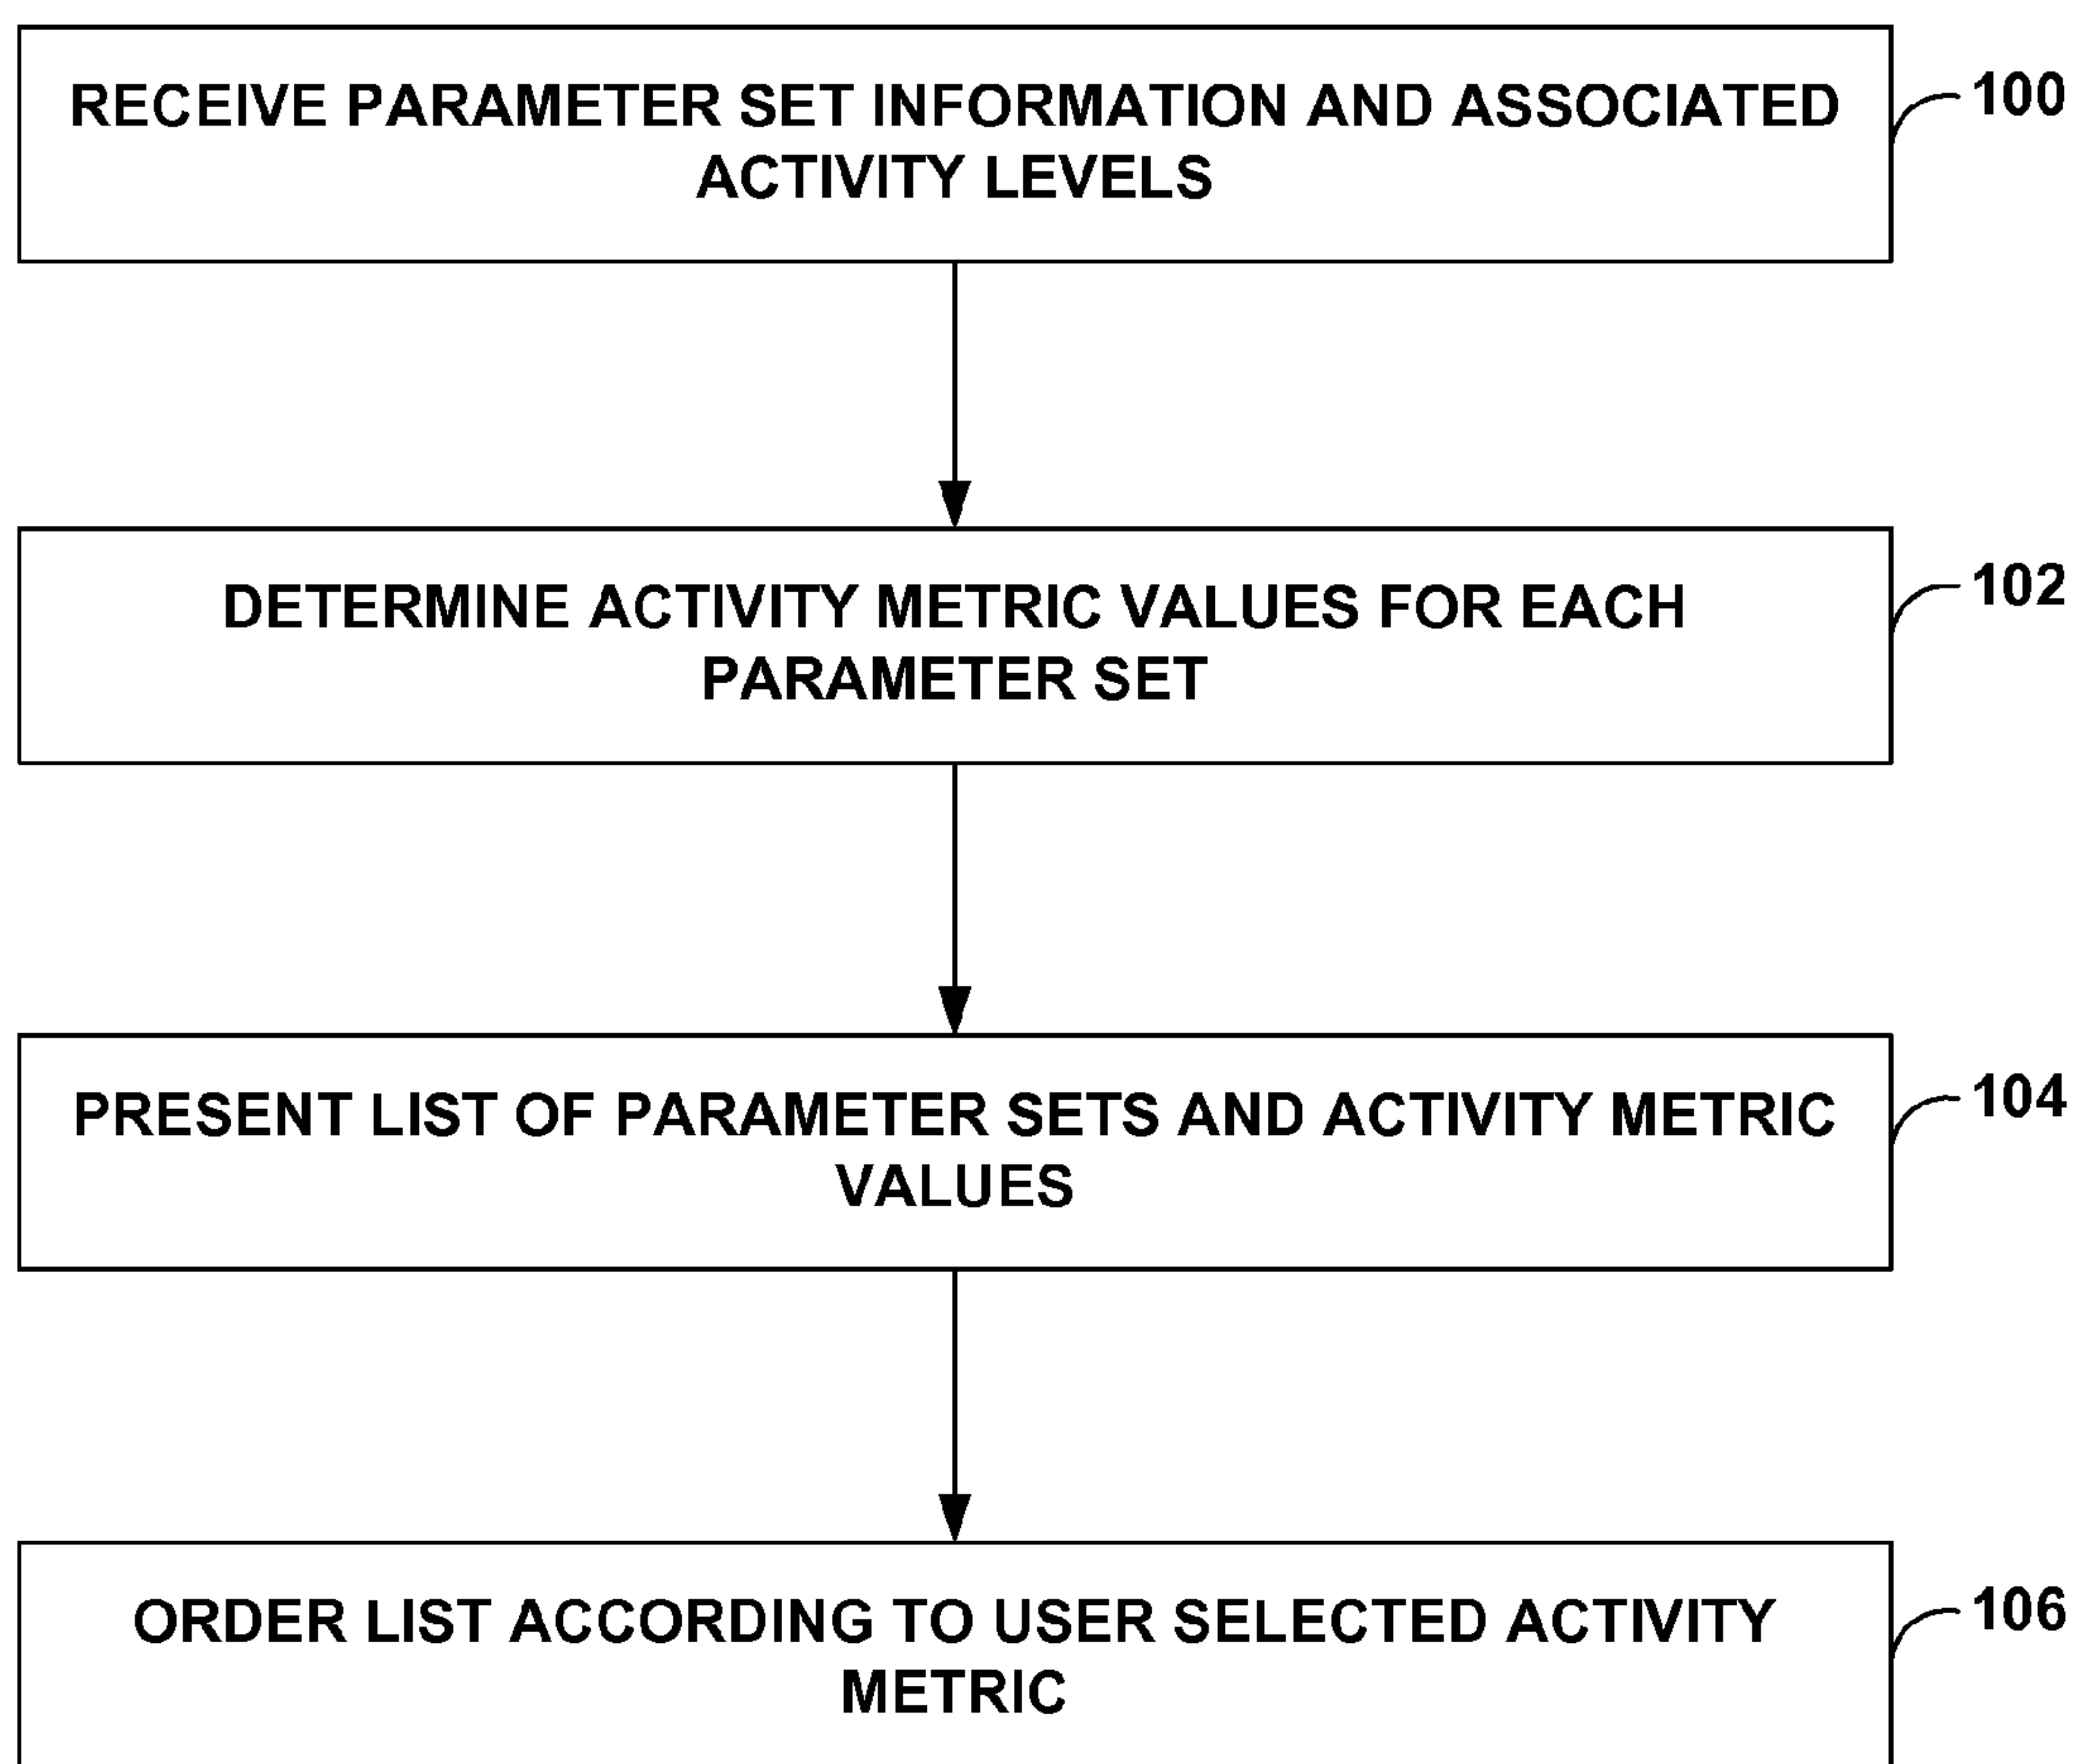 RECEIVE PARAMETER SET INFORMATION AND ASSOCIATED
ACTIVITY LEVELS
100
DETERMINE ACTIVITY METRIC VALUES FOR EACH
PARAMETER SET
102
PRESENT LIST OF PARAMETER SETS AND ACTIVITY METRIC
VALUES
104
ORDER LIST ACCORDING TO USER SELECTED ACTIVITY
METRIC
106